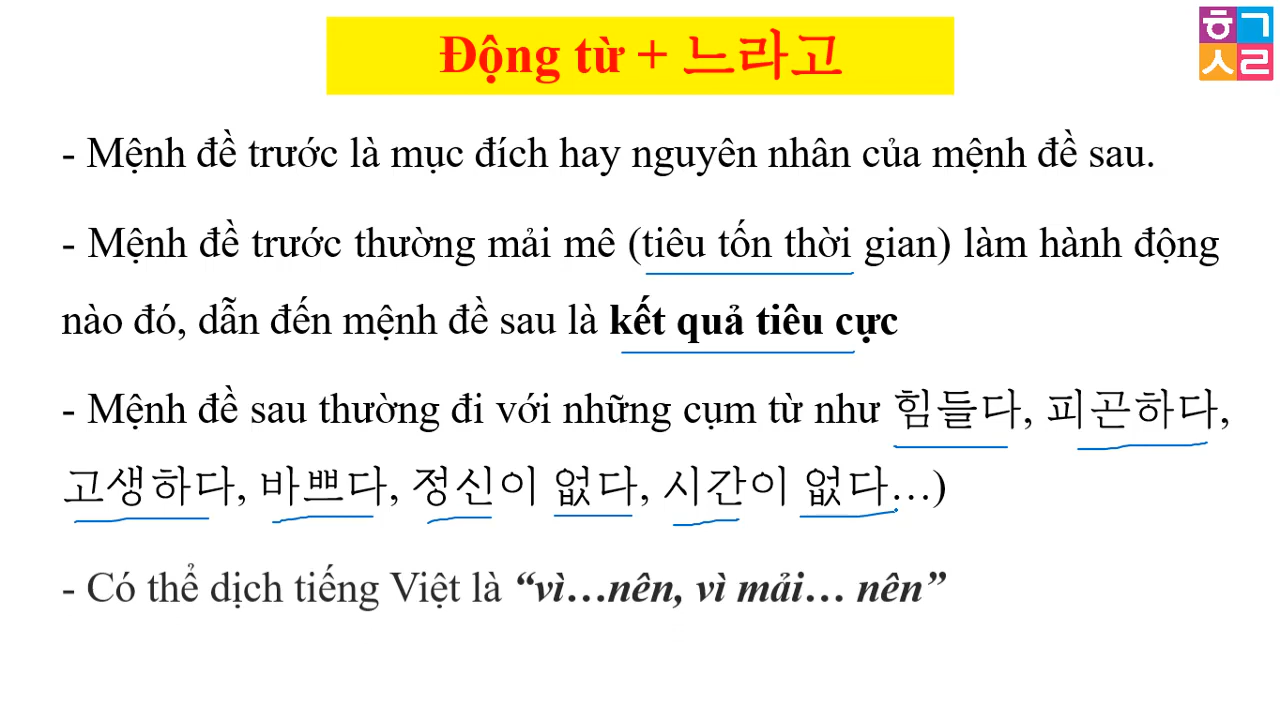 Động từ + 느라고
ㅎㄱ
ㅅㄹ
- Mệnh đề trước là mục đích hay nguyên nhân của mệnh đề sau.
- Mệnh đề trước thường mải mê (tiêu tốn thời gian) làm hành động
nào đó, dẫn đến mệnh đề sau là kết quả tiêu cực
- Mệnh đề sau thường đi với những cụm từ như 힘들다, 피곤하다,
고생하다, 바쁘다, 정신이 없다, 시간이 없다…)
- Có thể dịch tiếng Việt là “vì…nên, vì mải… nên”